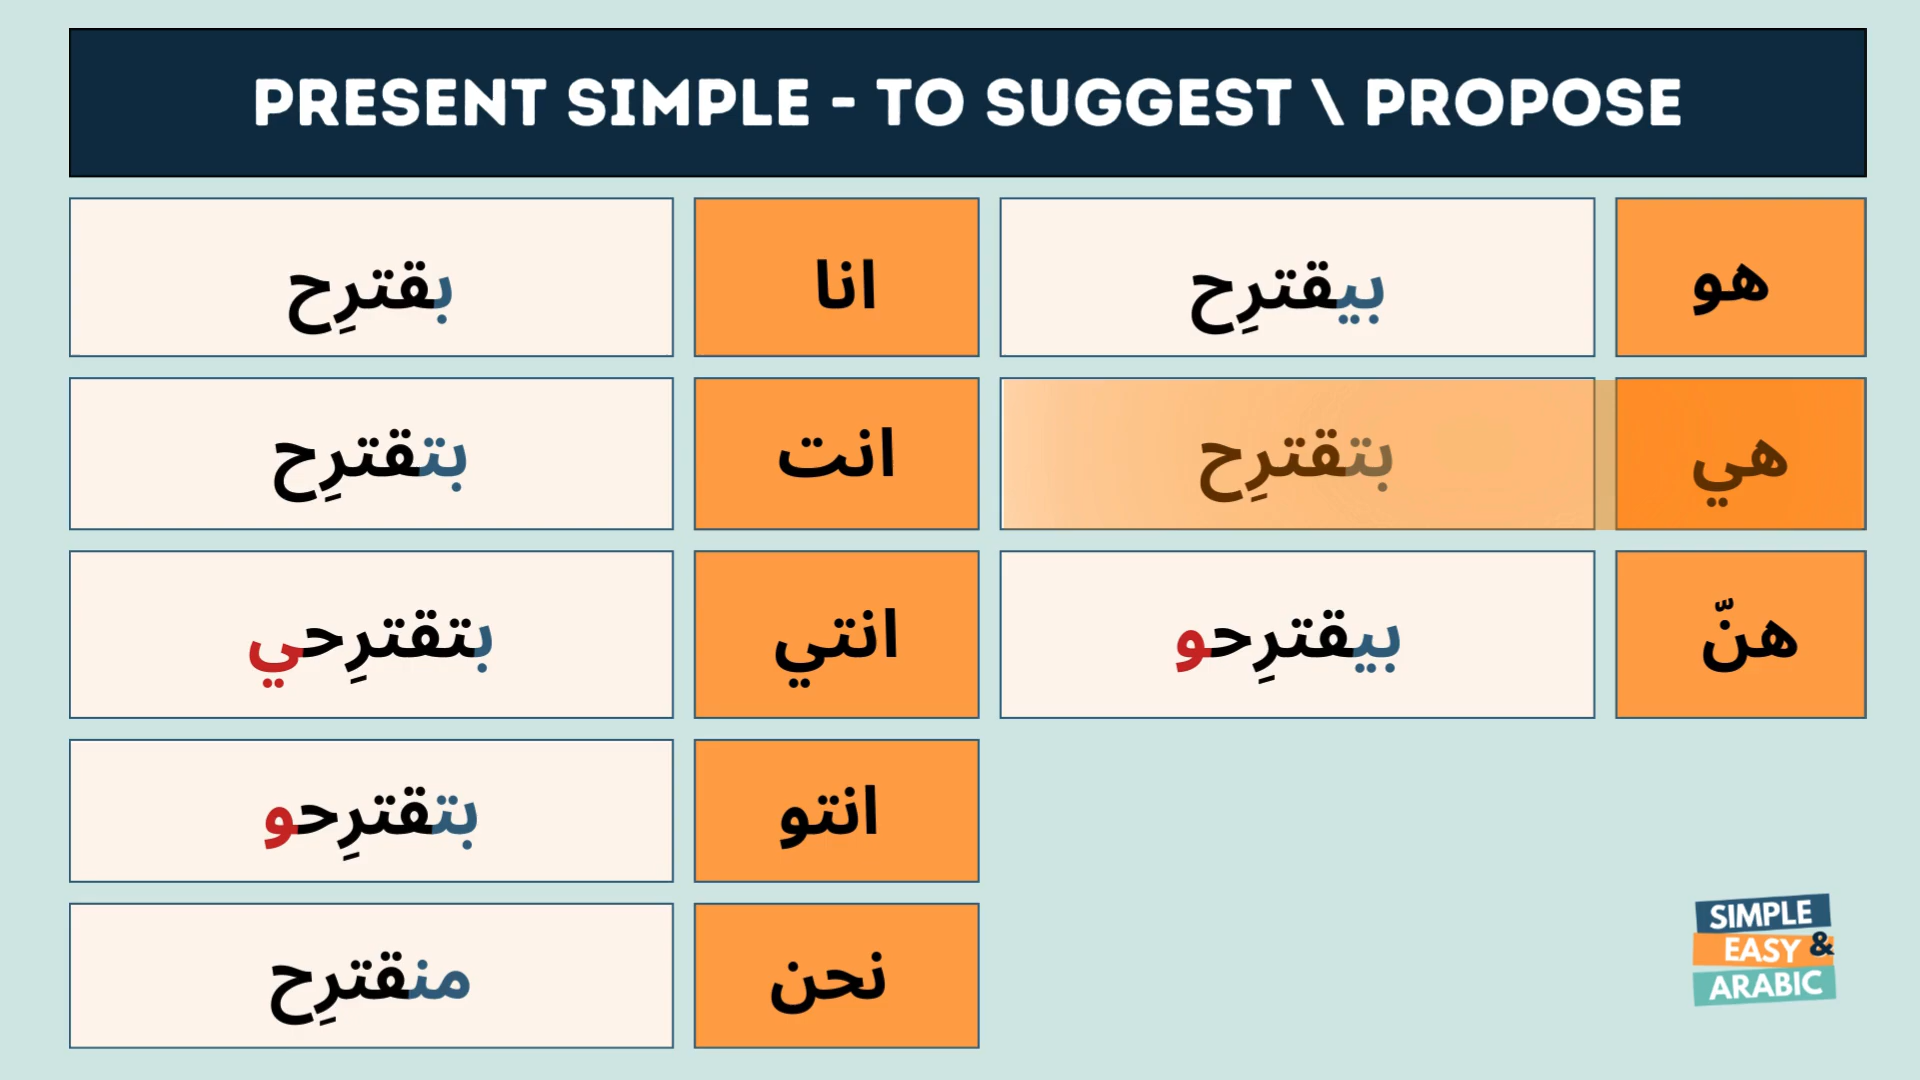 PRESENT SIMPLE - TO SUGGEST \ PROPOSE
هو بيقترِح انا بقترِح
هي بتقترِح انت بتقترِح
هنّ بيقترِحو انتي بتقترِحي
انتو بتقترِحو
نحن منقترِح
SIMPLE
EASY &
ARABIC